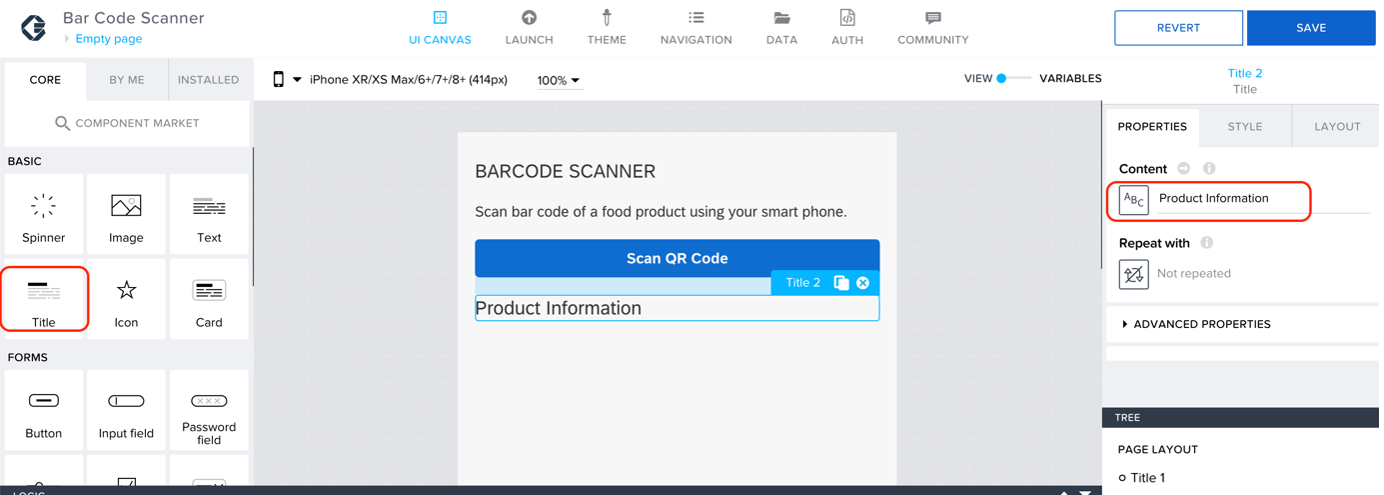 Bar Code Scanner
Empty page
UI CANVAS
LAUNCH
THEME
NAVIGATION
DATA
AUTH
COMMUNITY
REVERT
SAVE
CORE
BY ME
INSTALLED
iPhone XR/XS Max/6+/7+/8+ (414px)
100%
VIEW
VARIABLES
Title 2
Title
COMPONENT MARKET
PROPERTIES
STYLE
LAYOUT
BASIC
Spinner
Image
Text
Title
Icon
Card
FORMS
Button
Input field
Password
field
BARCODE SCANNER
Scan bar code of a food product using your smart phone.
Scan QR Code
Title 2
Product Information
Content
ABC
Product Information
Repeat with
Not repeated
ADVANCED PROPERTIES
TREE
PAGE LAYOUT
Title 1
LOGIC